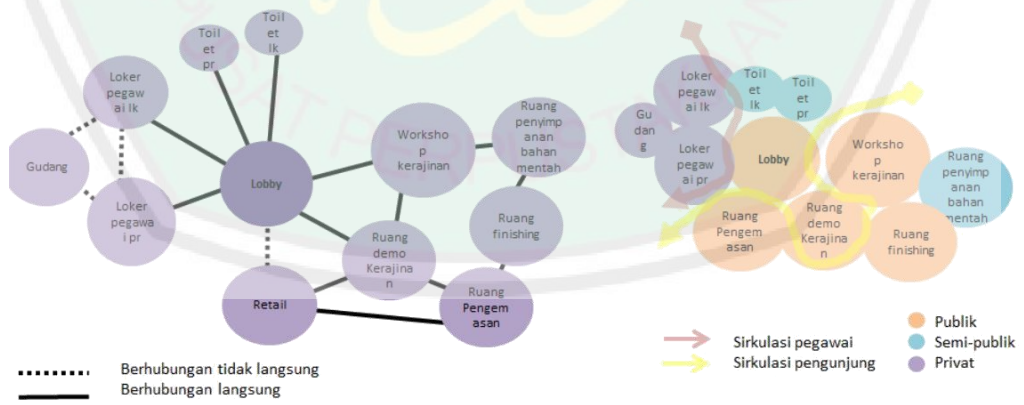 Toil
et
pr
Toil
et
lk
Loker
pegaw
ai lk
Gudang
Loker
pegawa
i pr
Lobby
Worksho
p
kerajinan
Ruang
penyimp
anan
bahan
mentah
Ruang
finishing
Ruang
demo
Kerajina
n
Retail
Ruang
Pengem
asan
Berhubungan tidak langsung
Berhubungan langsung
Loker
pegaw
ai lk
Toil
et
lk
Toil
et
pr
Gu
dan
g
Loker
pegaw
ai pr
Lobby
Worksho
p
kerajinan
Ruang
penyimp
anan
bahan
mentah
Ruang
Pengem
asan
Ruang
demo
Kerajina
n
Ruang
finishing
Sirkulasi pegawai
Sirkulasi pengunjung
Publik
Semi-publik
Privat